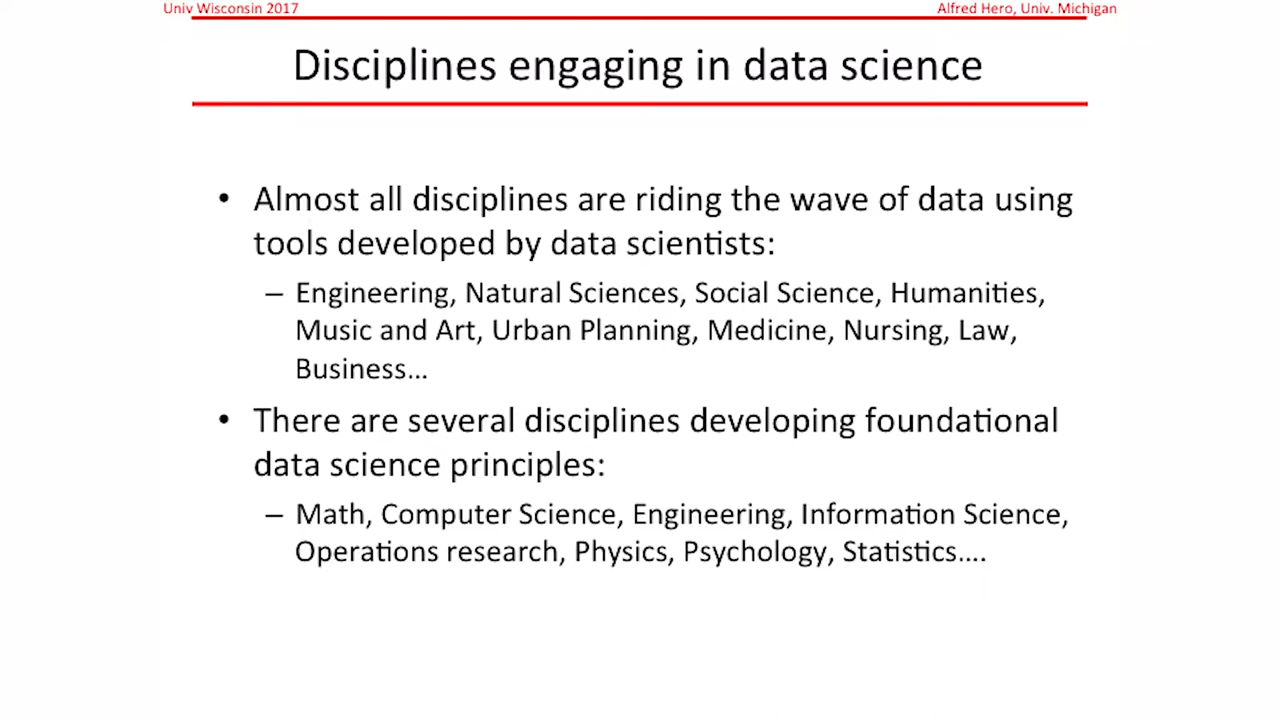 Univ Wisconsin 2017
Alfred Hero, Univ. Michigan
Disciplines engaging in data science
• Almost all disciplines are riding the wave of data using
tools developed by data scientists:
– Engineering, Natural Sciences, Social Science, Humanities,
Music and Art, Urban Planning, Medicine, Nursing, Law,
Business…
• There are several disciplines developing foundational
data science principles:
– Math, Computer Science, Engineering, Information Science,
Operations research, Physics, Psychology, Statistics….